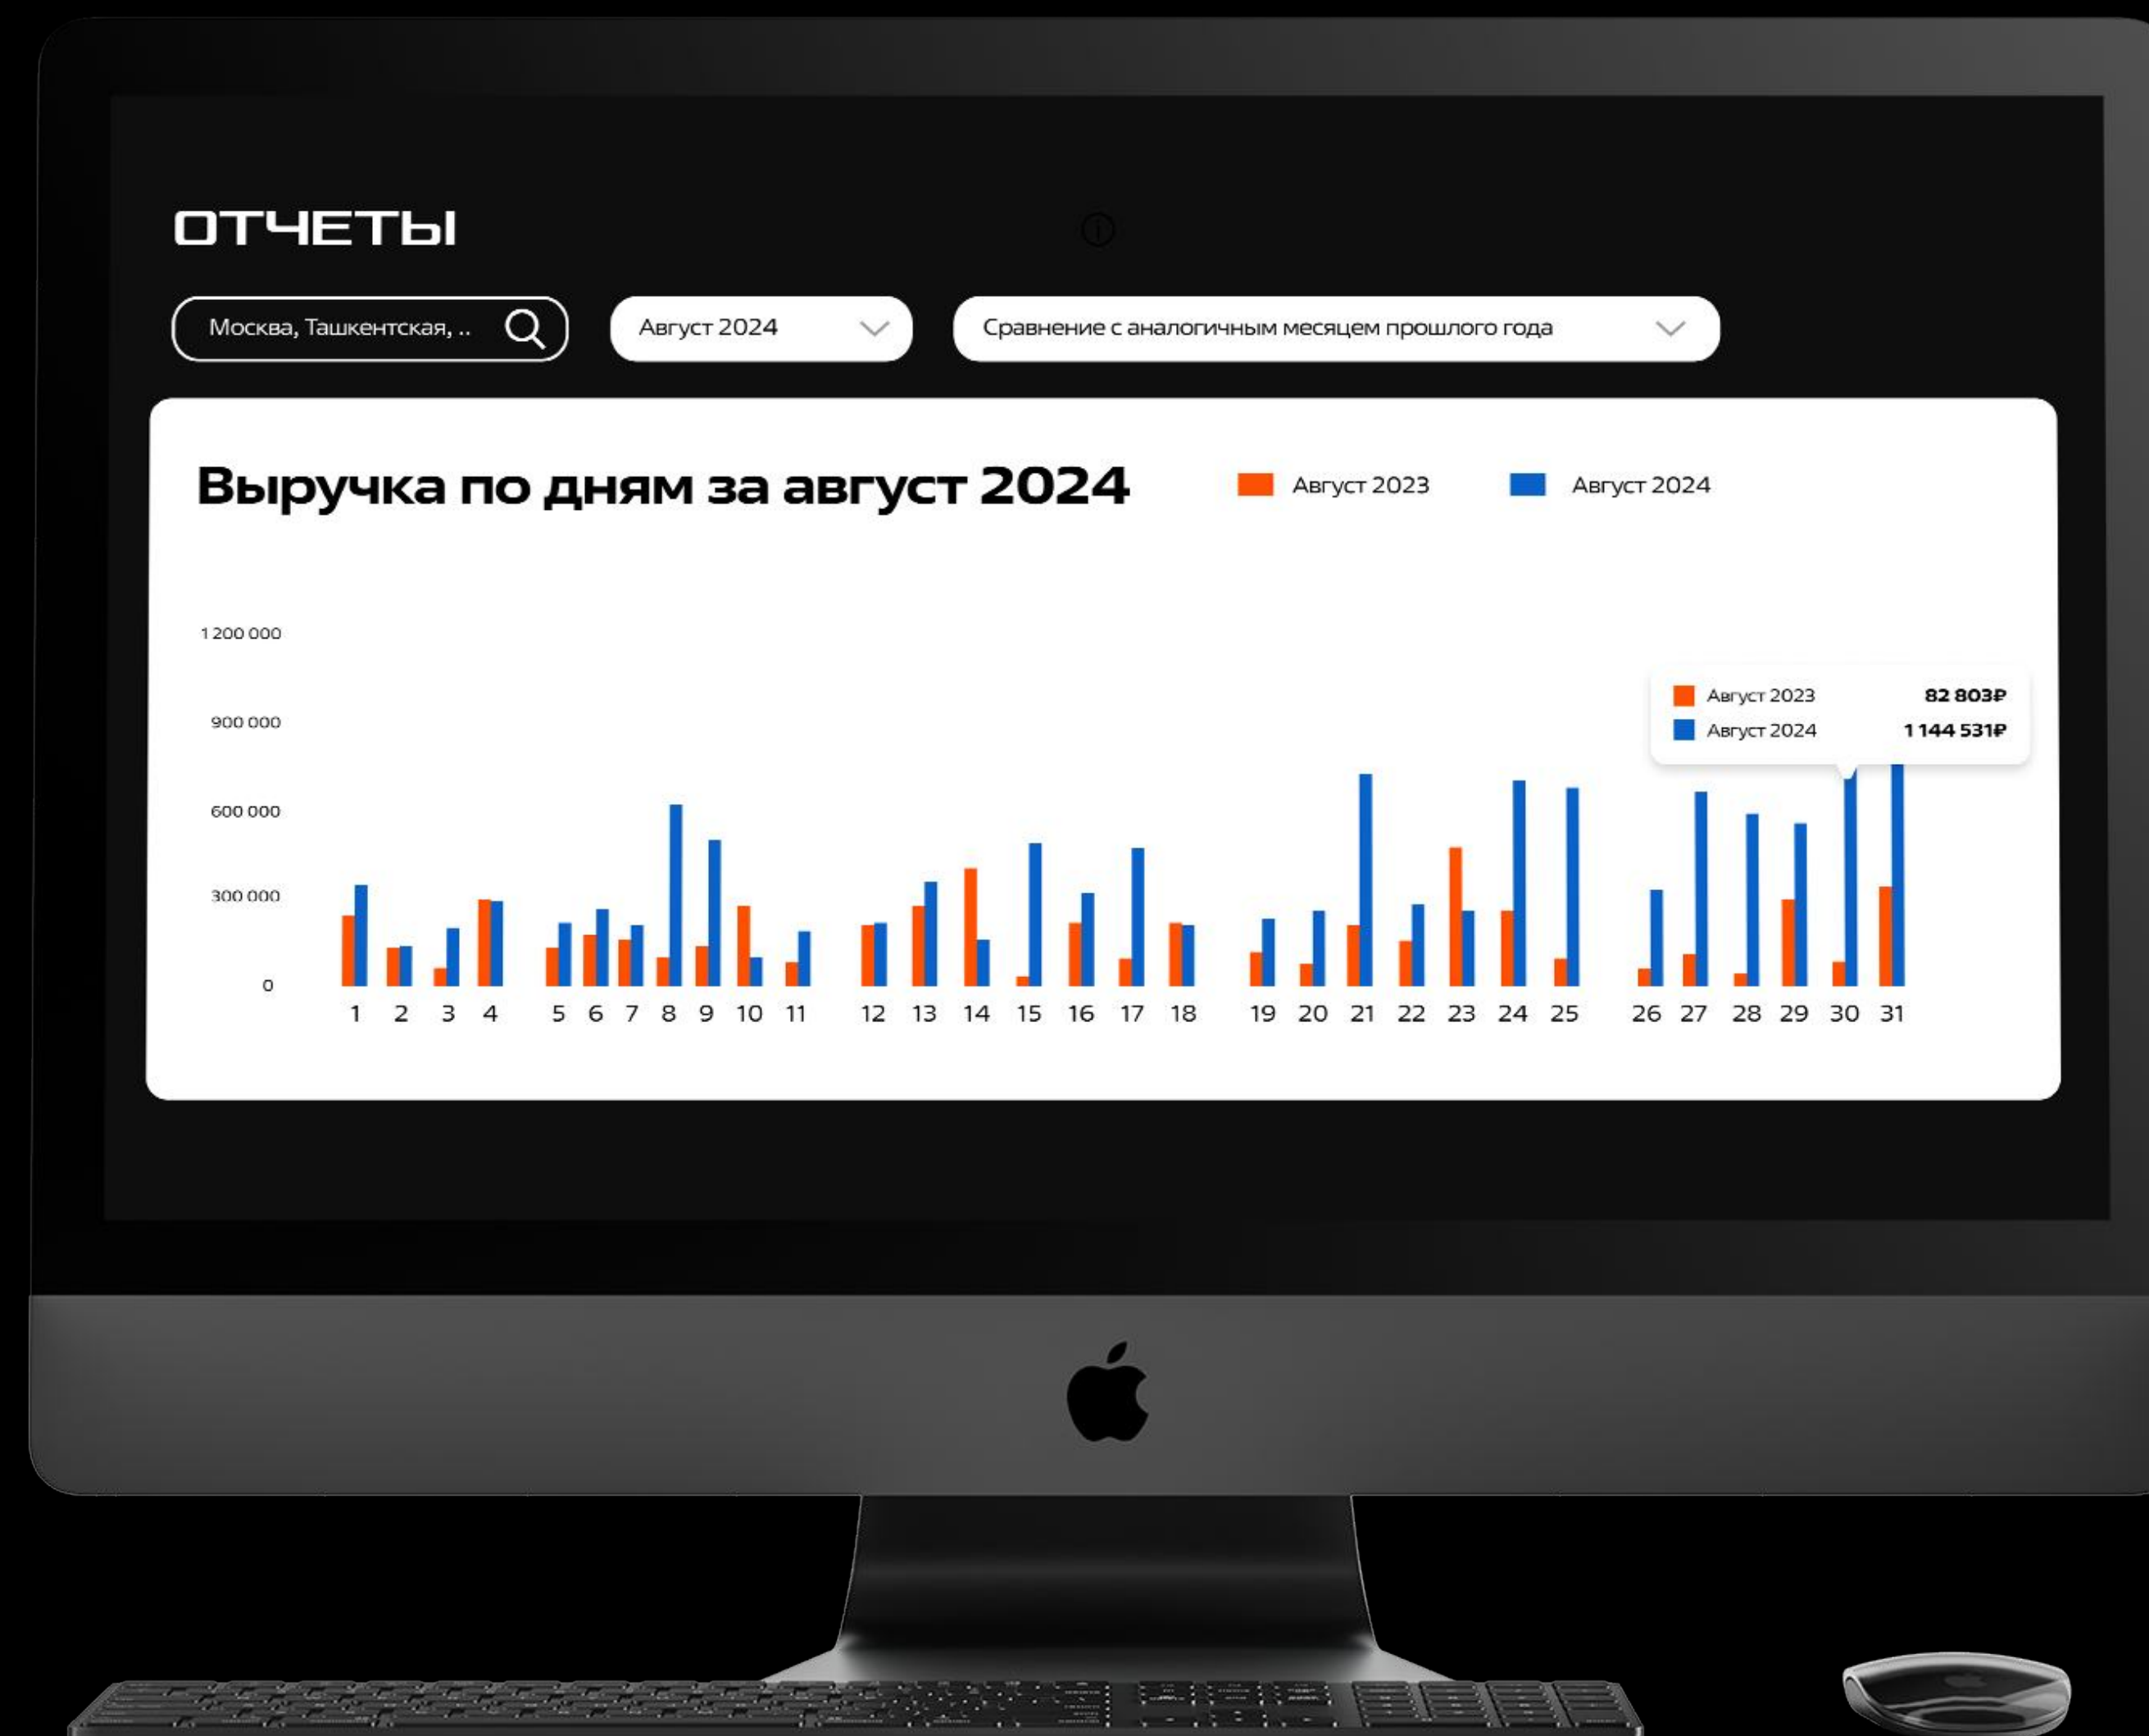 ОТЧЕТЫ
Москва, Ташкентская, ..
Август 2024
Сравнение с аналогичным месяцем прошлого года
Выручка по дням за август 2024
Август 2023
Август 2024
1 200 000
900 000
600 000
300 000
0
Август 2023 82 803₽
Август 2024 1 144 531₽
1 2 3 4 5 6 7 8 9 10 11 12 13 14 15 16 17 18 19 20 21 22 23 24 25 26 27 28 29 30 31